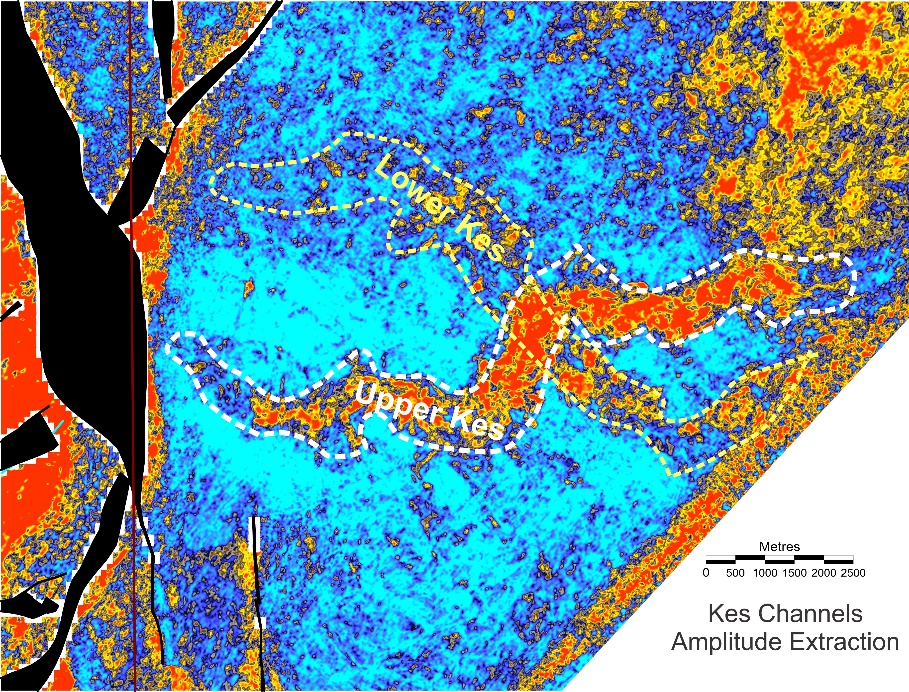 Lower Kes
Upper Kes
Metres
0 500 1000 1500 2000 2500
Kes Channels
Amplitude Extraction